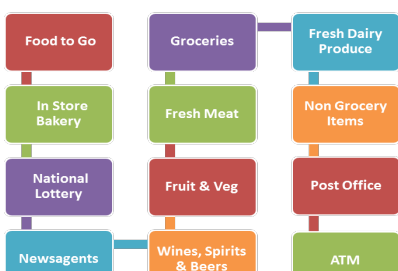 Food to Go
In Store
Bakery
National
Lottery
Newsagents
Groceries
Fresh Meat
Fruit & Veg
Wines, Spirits
& Beers
Fresh Dairy
Produce
Non Grocery
Items
Post Office
ATM